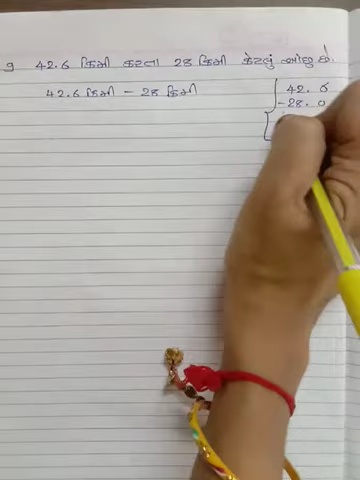 9 42.6 કિમી કરતા 28 કિમી કેટલું ઓછુ છે.
42.6 કિમી - 28 કિમી
42.6
-28.0